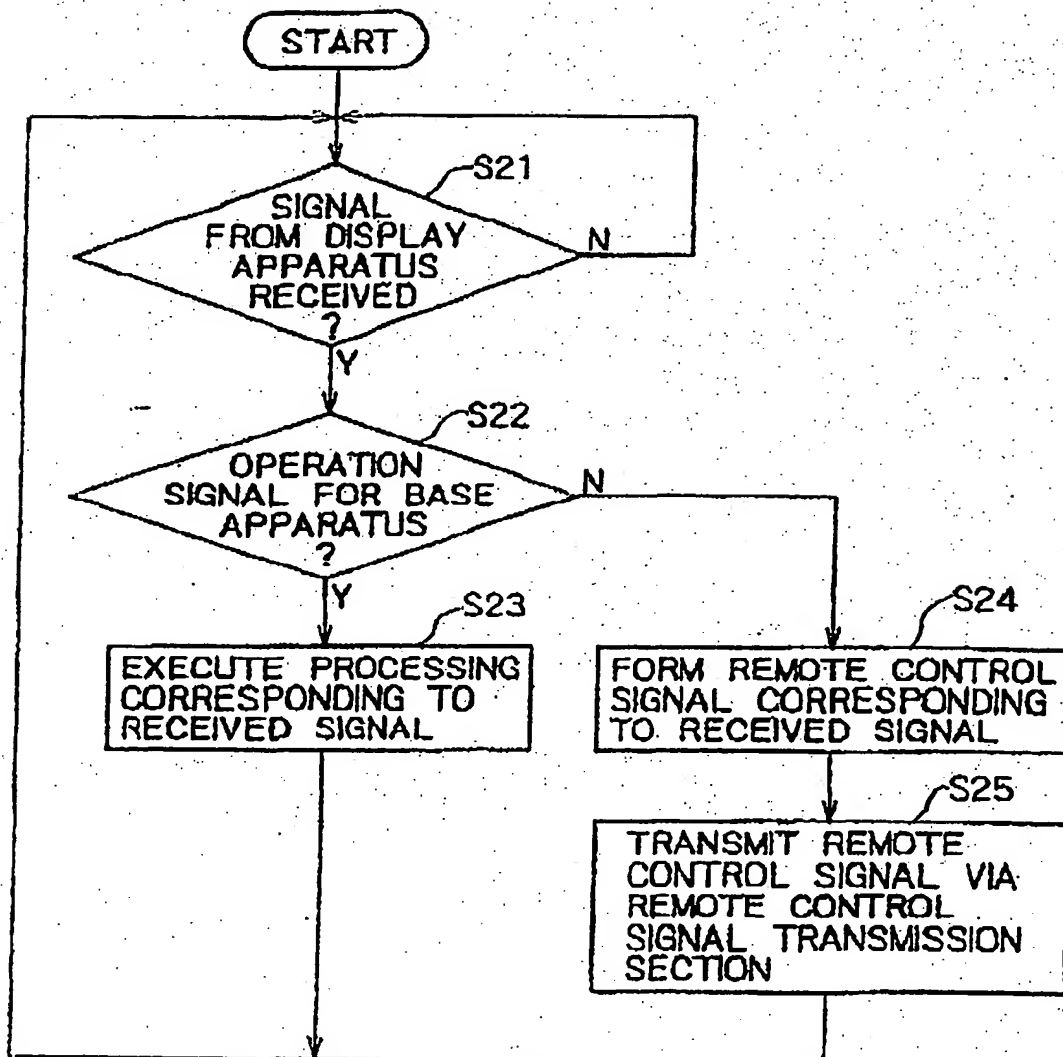 START
S21
SIGNAL
FROM DISPLAY
APPARATUS
RECEIVED
?
N
Y
S22
OPERATION
SIGNAL FOR BASE
APPARATUS
?
N
Y
S23
EXECUTE PROCESSING
CORRESPONDING TO
RECEIVED SIGNAL
S24
FORM REMOTE CONTROL
SIGNAL CORRESPONDING
TO RECEIVED SIGNAL
S25
TRANSMIT REMOTE
CONTROL SIGNAL VIA
REMOTE CONTROL
SIGNAL TRANSMISSION
SECTION